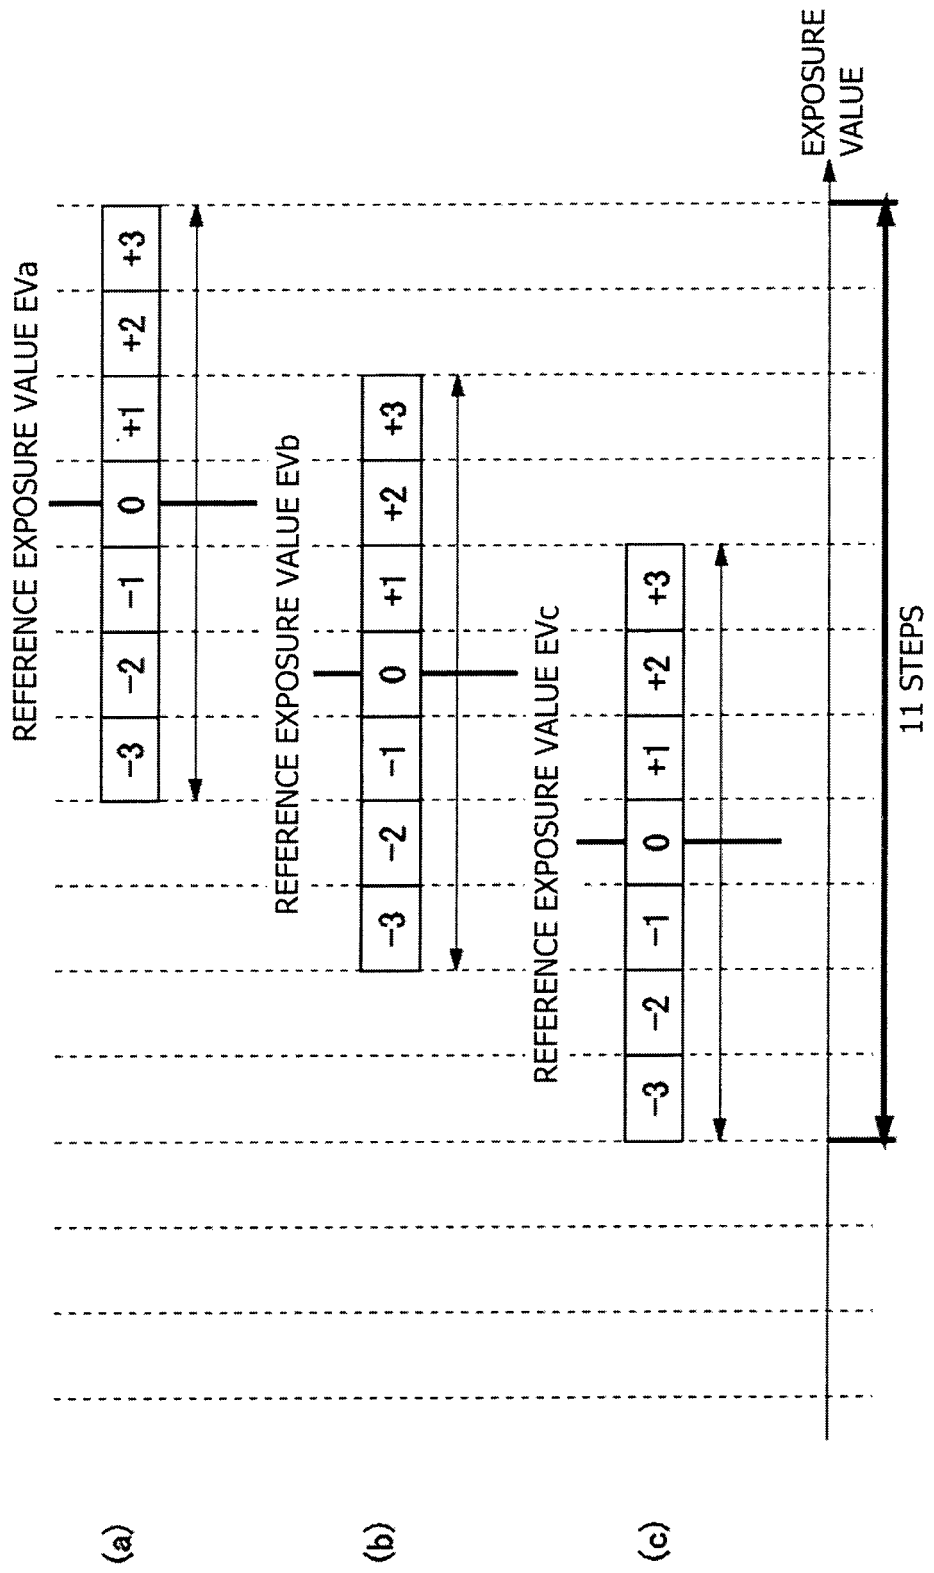 (a)
REFERENCE EXPOSURE VALUE EVa
−3 −2 −1 0 +1 +2 +3
(b)
REFERENCE EXPOSURE VALUE EVb
−3 −2 −1 0 +1 +2 +3
(c)
REFERENCE EXPOSURE VALUE EVc
−3 −2 −1 0 +1 +2 +3
EXPOSURE
VALUE
11 STEPS